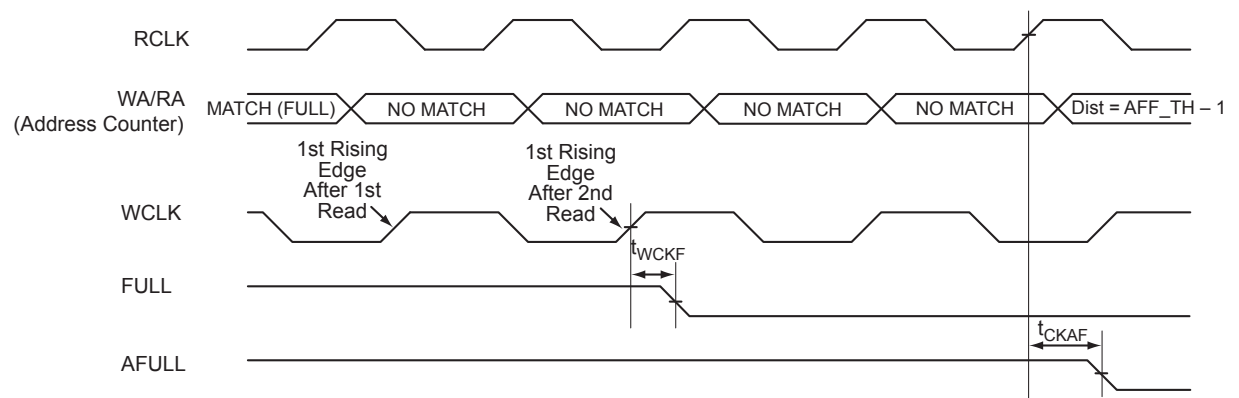 RCLK
WA/RA
(Address Counter)
MATCH (FULL)
NO MATCH
NO MATCH
NO MATCH
NO MATCH
Dist = AFF_TH – 1
1st Rising
Edge
After 1st
Read
1st Rising
Edge
After 2nd
Read
WCLK
tWCKF
FULL
tCKAF
AFULL